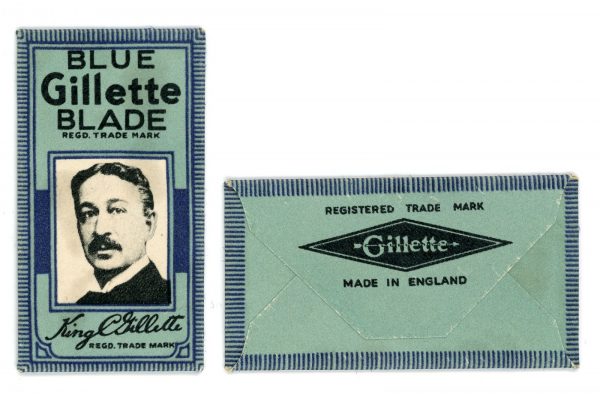 BLUE
Gillette
BLADE
REGD. TRADE MARK
King C Gillette
REGD. TRADE MARK
REGISTERED TRADE MARK
Gillette
MADE IN ENGLAND